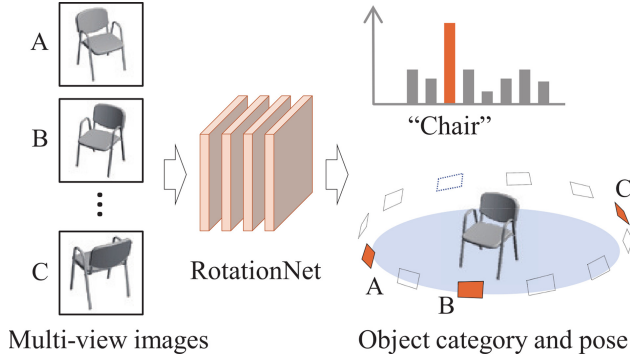 A
B
C
Multi-view images
RotationNet
“Chair”
C
A
B
Object category and pose